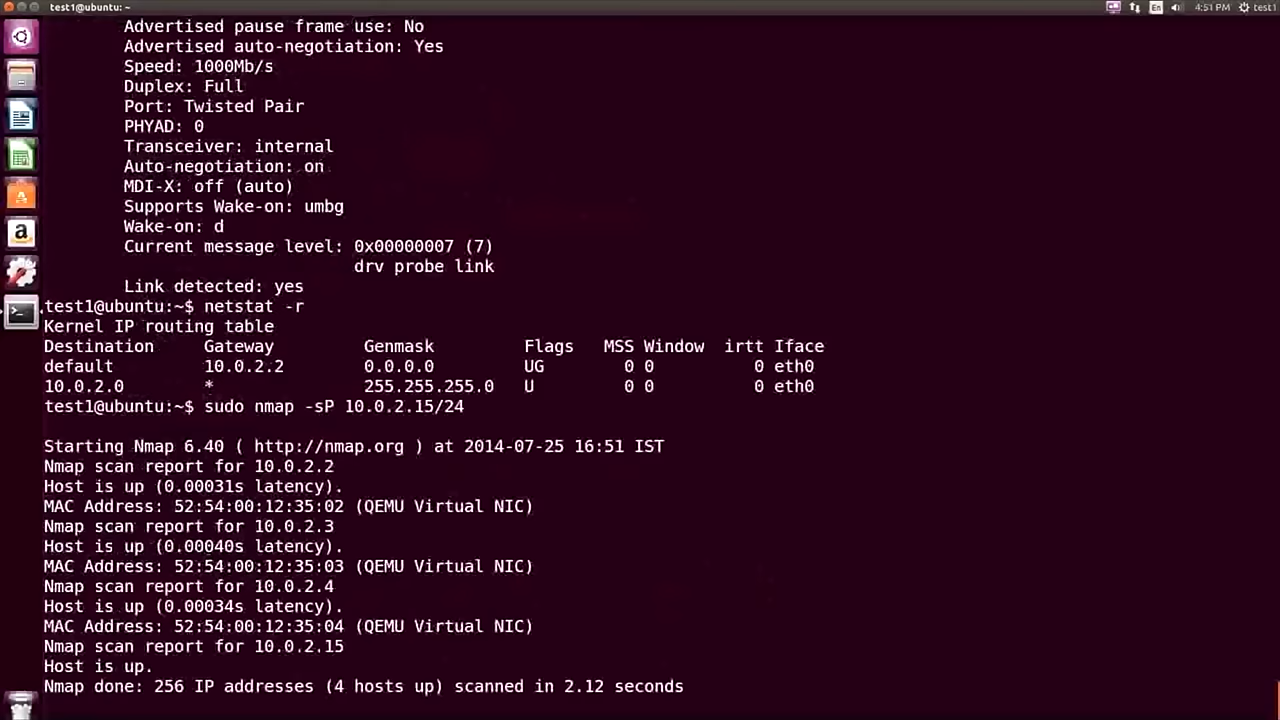 test1@ubuntu: ~
En
4:51 PM
test1
Advertised pause frame use: No
Advertised auto-negotiation: Yes
Speed: 1000Mb/s
Duplex: Full
Port: Twisted Pair
PHYAD: 0
Transceiver: internal
Auto-negotiation: on
MDI-X: off (auto)
Supports Wake-on: umbg
Wake-on: d
Current message level: 0x00000007 (7)
drv probe link
Link detected: yes
test1@ubuntu:~$ netstat -r
Kernel IP routing table
Destination Gateway Genmask Flags MSS Window irtt Iface
default 10.0.2.2 0.0.0.0 UG 0 0 0 eth0
10.0.2.0 * 255.255.255.0 U 0 0 0 eth0
test1@ubuntu:~$ sudo nmap -sP 10.0.2.15/24
Starting Nmap 6.40 ( http://nmap.org ) at 2014-07-25 16:51 IST
Nmap scan report for 10.0.2.2
Host is up (0.00031s latency).
MAC Address: 52:54:00:12:35:02 (QEMU Virtual NIC)
Nmap scan report for 10.0.2.3
Host is up (0.00040s latency).
MAC Address: 52:54:00:12:35:03 (QEMU Virtual NIC)
Nmap scan report for 10.0.2.4
Host is up (0.00034s latency).
MAC Address: 52:54:00:12:35:04 (QEMU Virtual NIC)
Nmap scan report for 10.0.2.15
Host is up.
Nmap done: 256 IP addresses (4 hosts up) scanned in 2.12 seconds